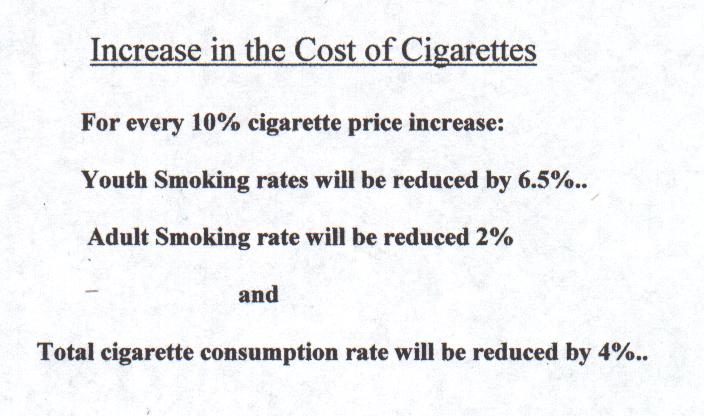 Increase in the Cost of Cigarettes
For every 10% cigarette price increase:
Youth Smoking rates will be reduced by 6.5%..
Adult Smoking rate will be reduced 2%
and
Total cigarette consumption rate will be reduced by 4%..